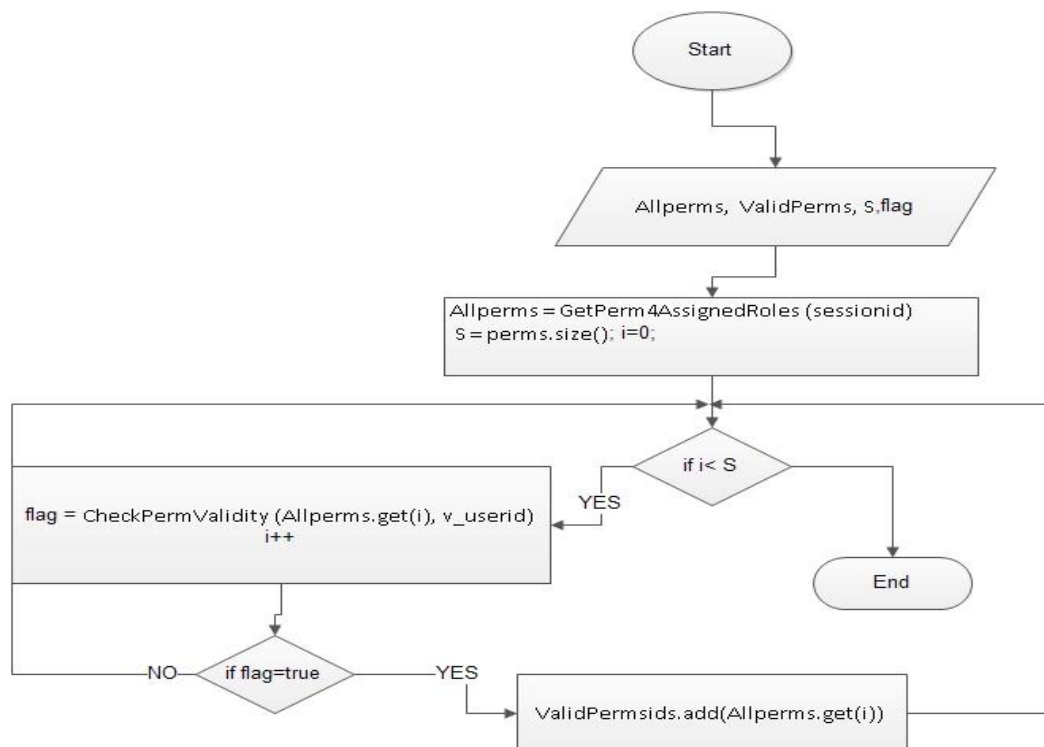 Start
Allperms, ValidPerms, S,flag
Allperms = GetPerm4AssignedRoles (sessionid)
S = perms.size(); i=0;
if i< S
YES
flag = CheckPermValidity (Allperms.get(i), v_userid)
i++
End
if flag=true
NO
YES
ValidPermsids.add(Allperms.get(i))